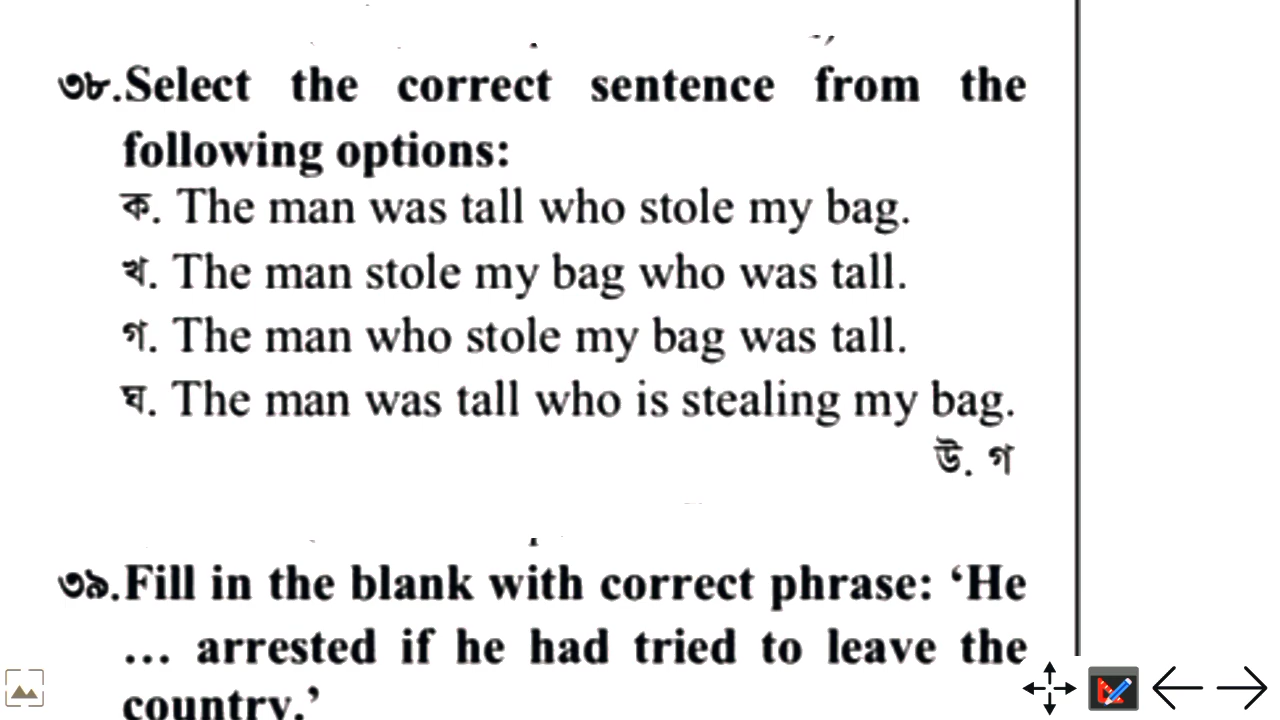 ৩৮.Select the correct sentence from the
following options:
ক. The man was tall who stole my bag.
খ. The man stole my bag who was tall.
গ. The man who stole my bag was tall.
ঘ. The man was tall who is stealing my bag.
উ. গ
৩৯.Fill in the blank with correct phrase: ‘He
... arrested if he had tried to leave the
country.’